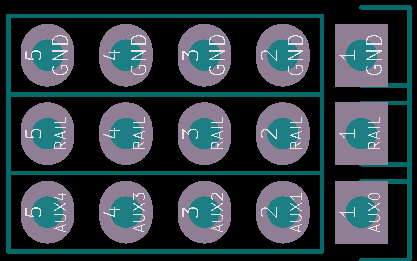 5 GND 4 GND 3 GND 2 GND 1 GND
5 RAIL 4 RAIL 3 RAIL 2 RAIL 1 RAIL
5 AUX4 4 AUX3 3 AUX2 2 AUX1 1 AUX0